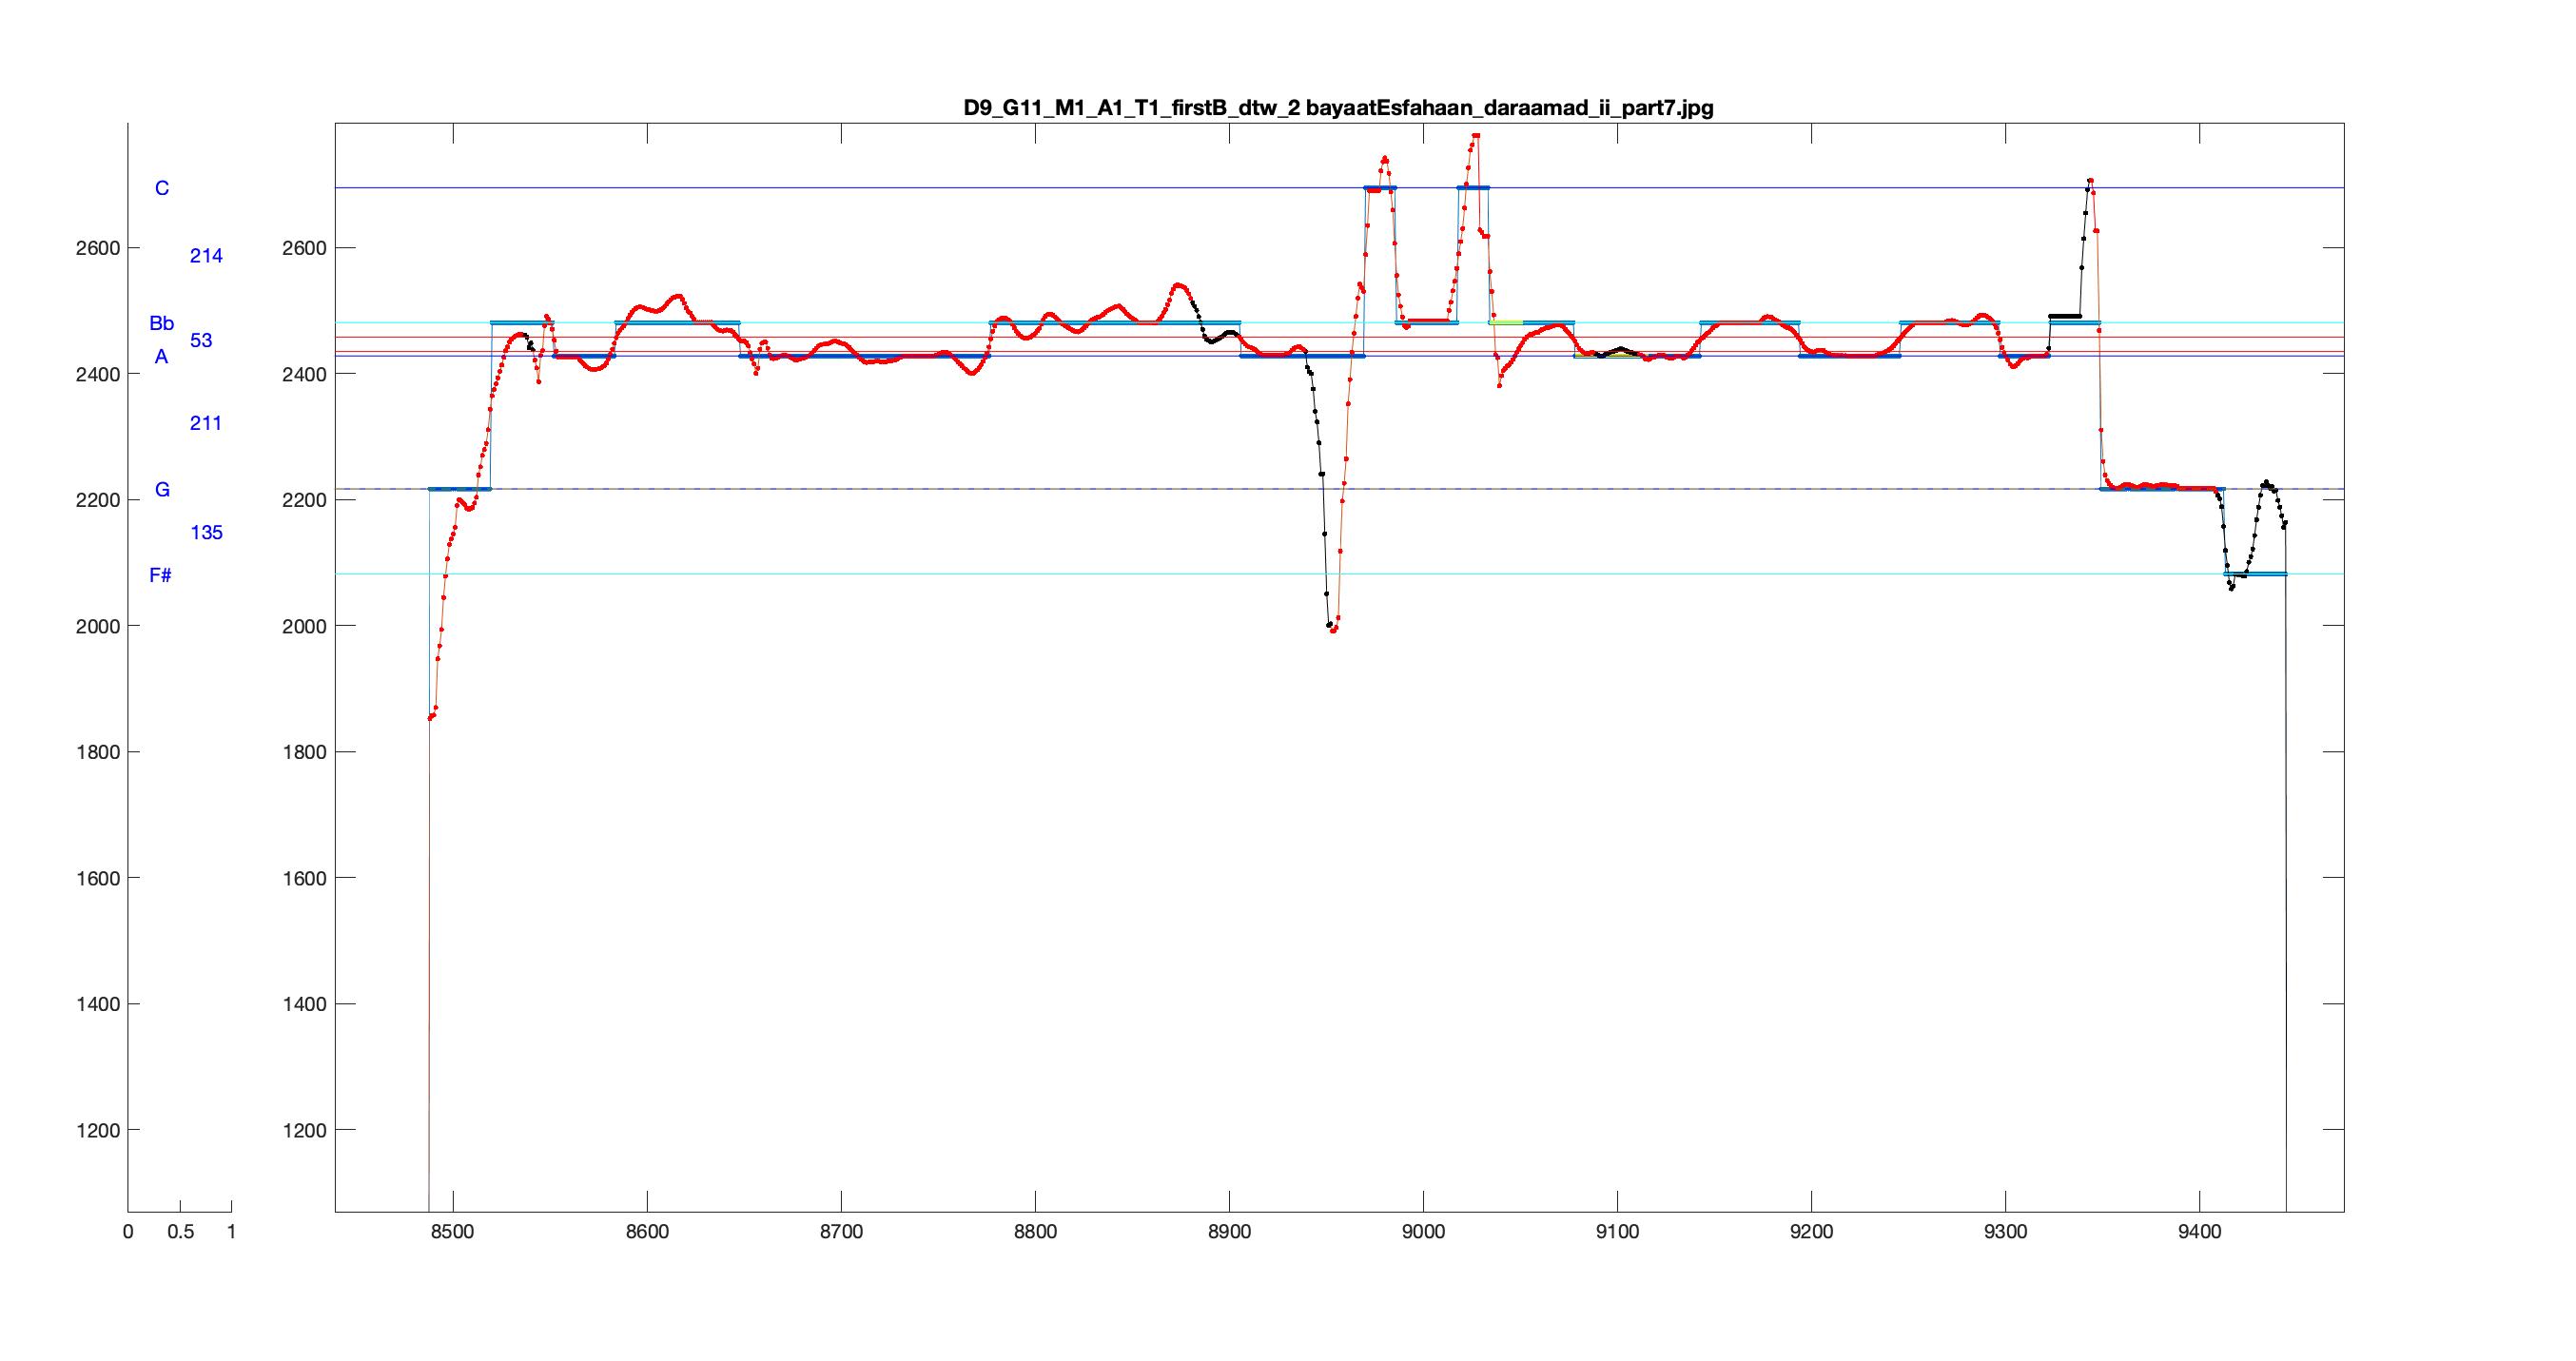 D9_G11_M1_A1_T1_firstB_dtw_2 bayaatEsfahaan_daraamad_ii_part7.jpg
C
2600 214 2600
Bb
53
A
2400 2400
211
G
2200 2200
135
F#
2000 2000
1800 1800
1600 1600
1400 1400
1200 1200
0 0.5 1 8500 8600 8700 8800 8900 9000 9100 9200 9300 9400